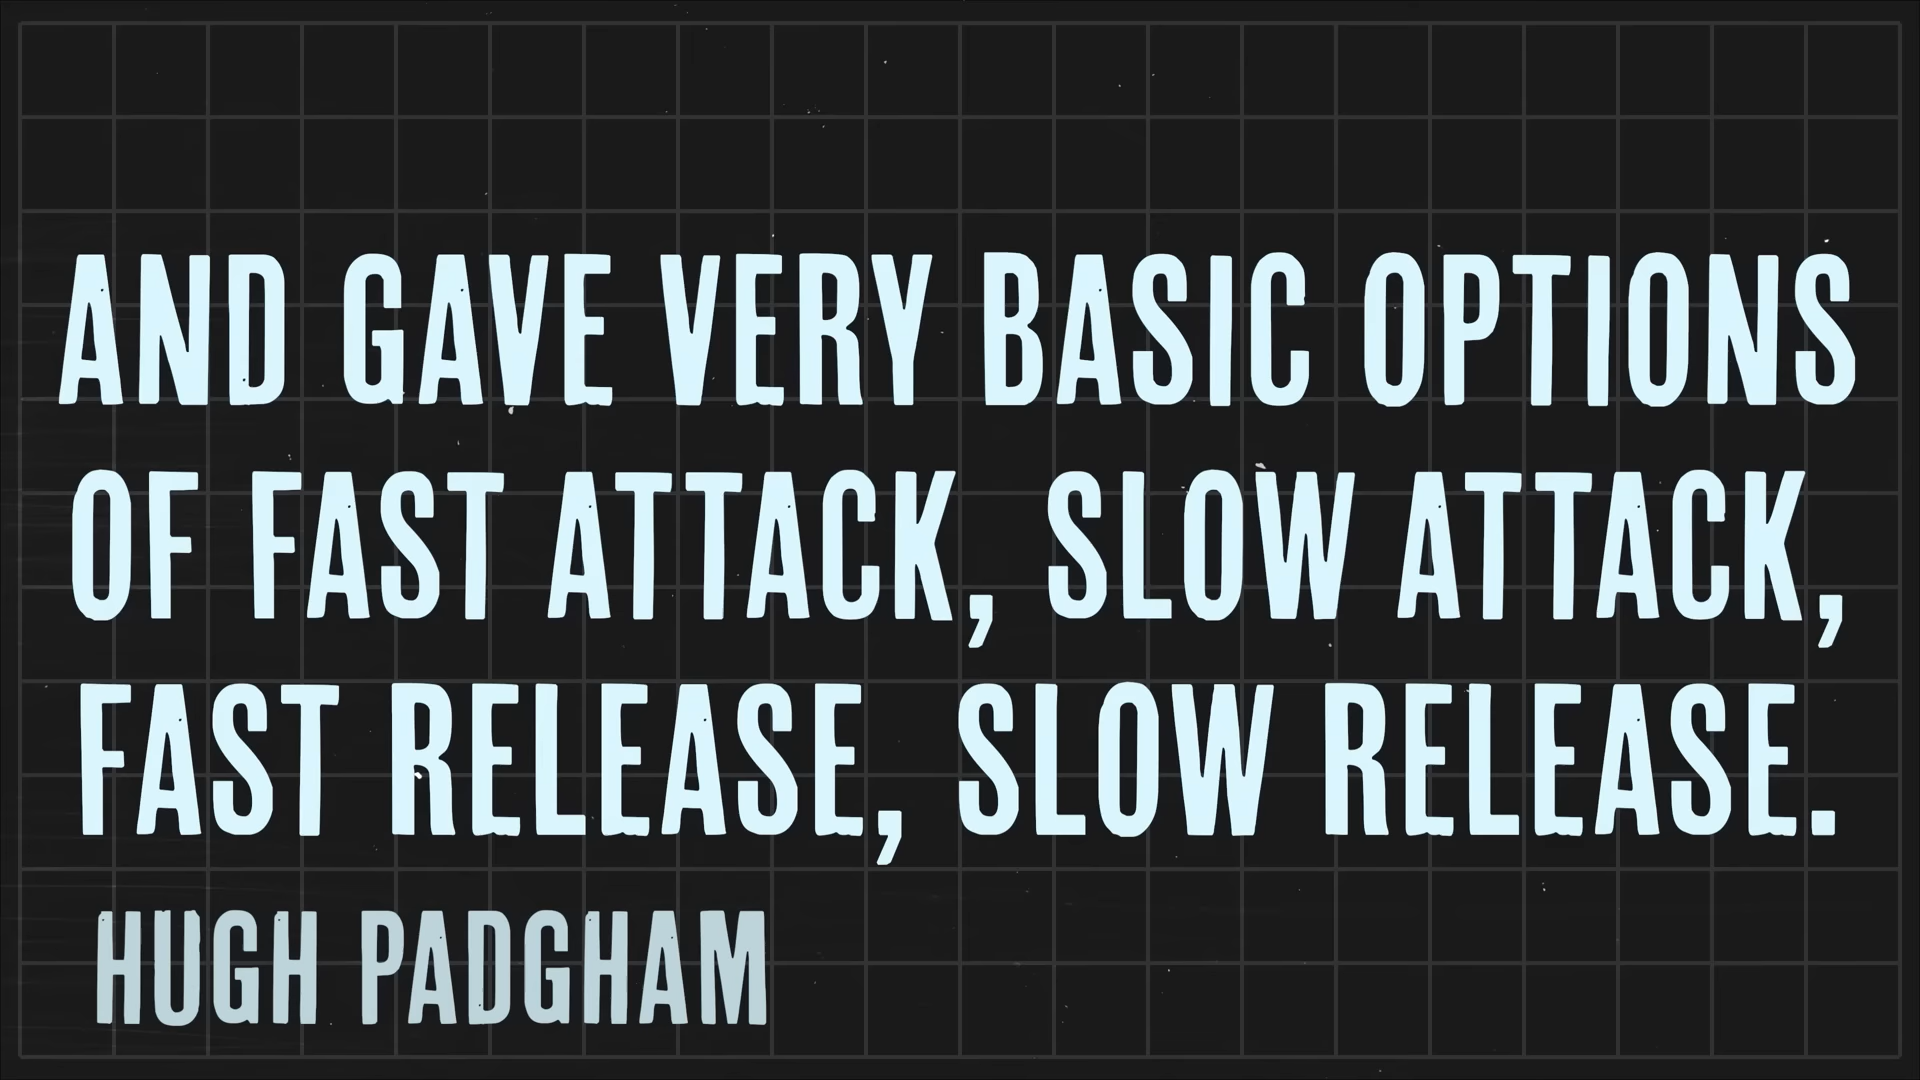 AND GAVE VERY BASIC OPTIONS
OF FAST ATTACK, SLOW ATTACK,
FAST RELEASE, SLOW RELEASE.
HUGH PADGHAM